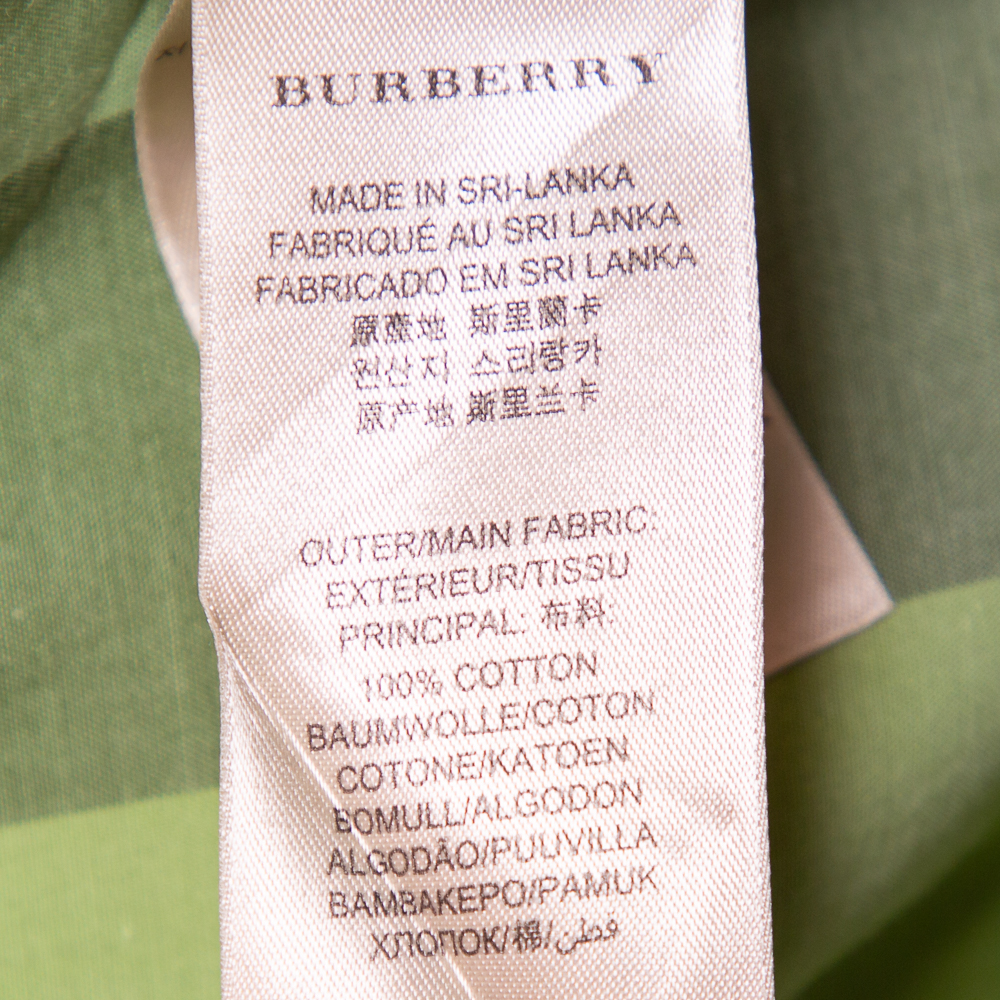 BURBERRY
MADE IN SRI-LANKA
FABRIQUÉ AU SRI LANKA
FABRICADO EM SRI LANKA
原產地 斯里蘭卡
원산지 스리랑카
原产地 斯里兰卡
OUTER/MAIN FABRIC:
EXTÉRIEUR/TISSU
PRINCIPAL: 布料:
100% COTTON
BAUMWOLLE/COTON
COTONE/KATOEN
BOMULL/ALGODON
ALGODÃO/PUUVILLA
BAMBAKEPO/PAMUK
ХЛОПОК/棉/قطن